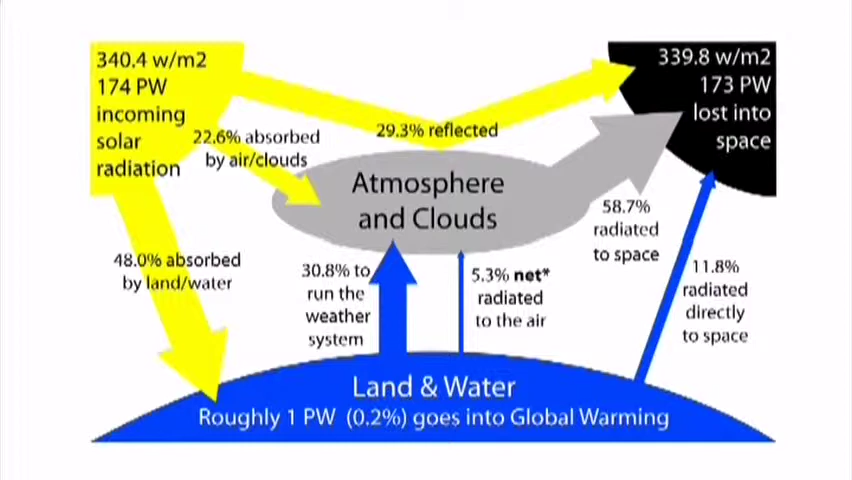 340.4 w/m2
174 PW
incoming
solar
radiation
339.8 w/m2
173 PW
lost into
space
22.6% absorbed
by air/clouds
29.3% reflected
Atmosphere
and Clouds
58.7%
radiated
to space
48.0% absorbed
by land/water
30.8% to
run the
weather
system
5.3% net*
radiated
to the air
11.8%
radiated
directly
to space
Land & Water
Roughly 1 PW (0.2%) goes into Global Warming